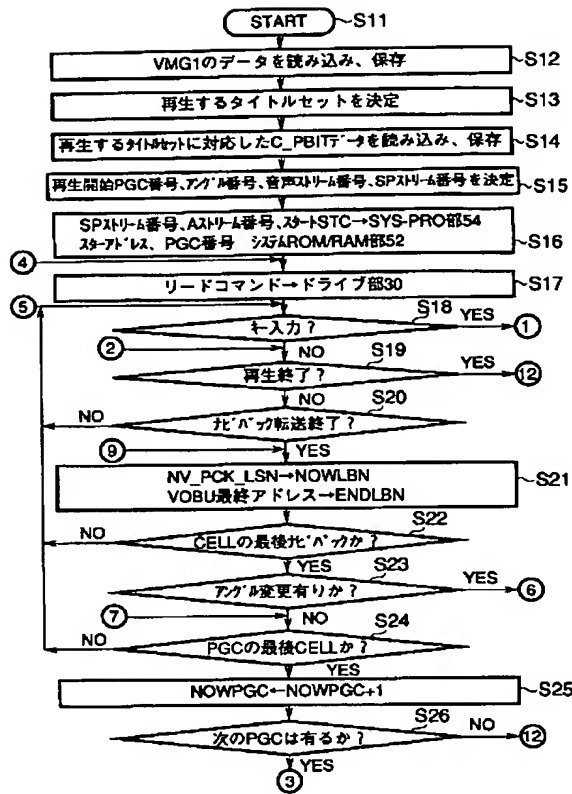 START
S11
VMG1のデータを読み込み、保存
S12
再生するタイトルセットを決定
S13
再生するタイトルセットに対応したC_PBITデータを読み込み、保存
S14
再生開始PGC番号、アングル番号、音声ストリーム番号、SPストリーム番号を決定
S15
SPストリーム番号、Aストリーム番号、スタートSTC→SYS-PRO部54
スターアドレス、PGC番号 システムROM/RAM部52
S16
④
リードコマンド→ドライブ部30
S17
⑤
キー入力?
S18
YES
①
②
NO
再生終了?
S19
YES
⑫
NO
ナビパック転送終了?
S20
NO
⑨
YES
NV_PCK_LSN→NOWLBN
VOBU最終アドレス→ENDLBN
S21
CELLの最後ナビパックか?
S22
NO
YES
アングル変更有りか?
S23
YES
⑥
⑦
NO
PGCの最後CELLか?
S24
NO
YES
NOWPGC←NOWPGC+1
S25
次のPGCは有るか?
S26
NO
⑫
YES
③